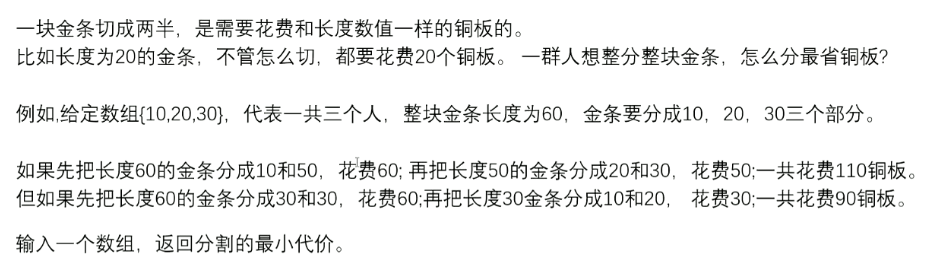 一块金条切成两半，是需要花费和长度数值一样的铜板的。
比如长度为20的金条，不管怎么切，都要花费20个铜板。 一群人想整分整块金条，怎么分最省铜板?
例如,给定数组{10,20,30}，代表一共三个人，整块金条长度为60，金条要分成10，20，30三个部分。
如果先把长度60的金条分成10和50，花费60; 再把长度50的金条分成20和30，花费50;一共花费110铜板。
但如果先把长度60的金条分成30和30，花费60;再把长度30金条分成10和20， 花费30;一共花费90铜板。
输入一个数组，返回分割的最小代价。